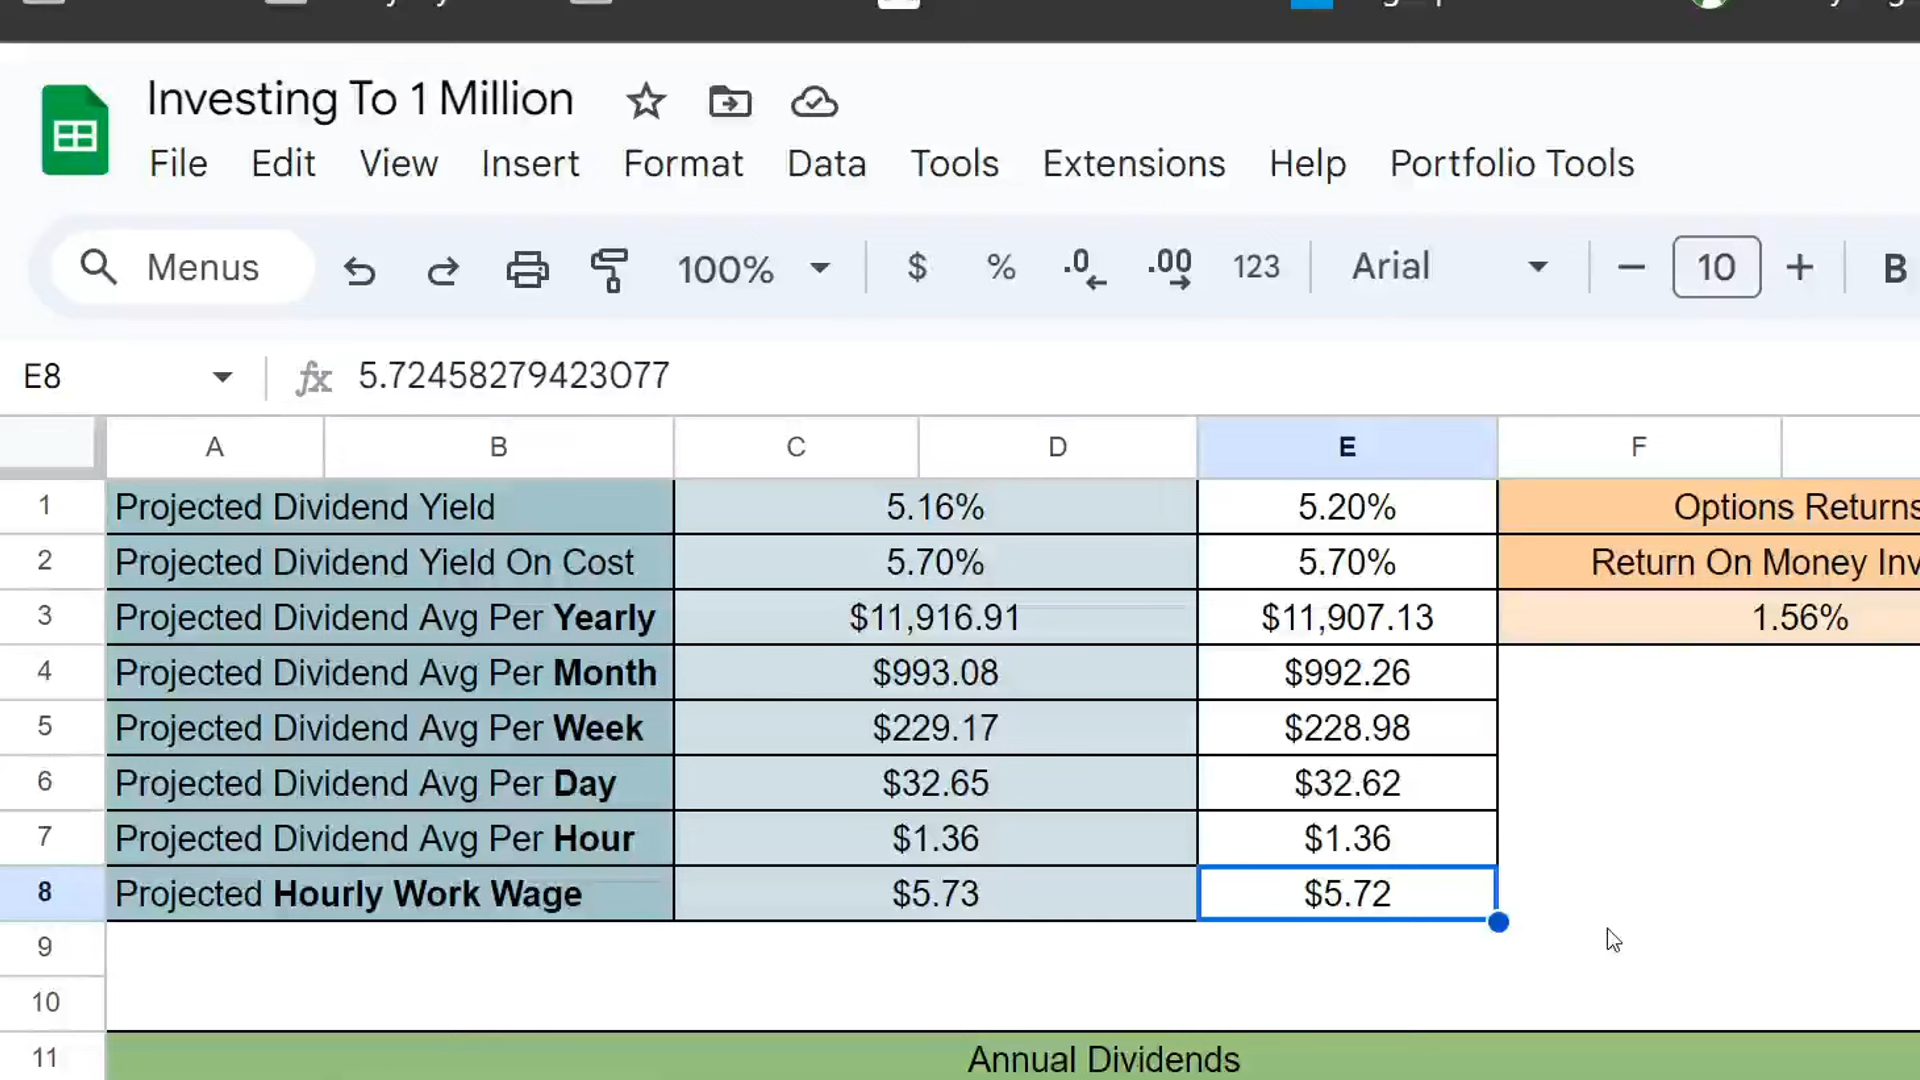 Investing To 1 Million
File Edit View Insert Format Data Tools Extensions Help Portfolio Tools
Menus 100% $ % .0 .00 123 Arial 10 B
E8 fx 5.72458279423077
A B C D E F
1 Projected Dividend Yield 5.16% 5.20% Options Returns
2 Projected Dividend Yield On Cost 5.70% 5.70% Return On Money Inv
3 Projected Dividend Avg Per Yearly $11,916.91 $11,907.13 1.56%
4 Projected Dividend Avg Per Month $993.08 $992.26
5 Projected Dividend Avg Per Week $229.17 $228.98
6 Projected Dividend Avg Per Day $32.65 $32.62
7 Projected Dividend Avg Per Hour $1.36 $1.36
8 Projected Hourly Work Wage $5.73 $5.72
9
10
11 Annual Dividends